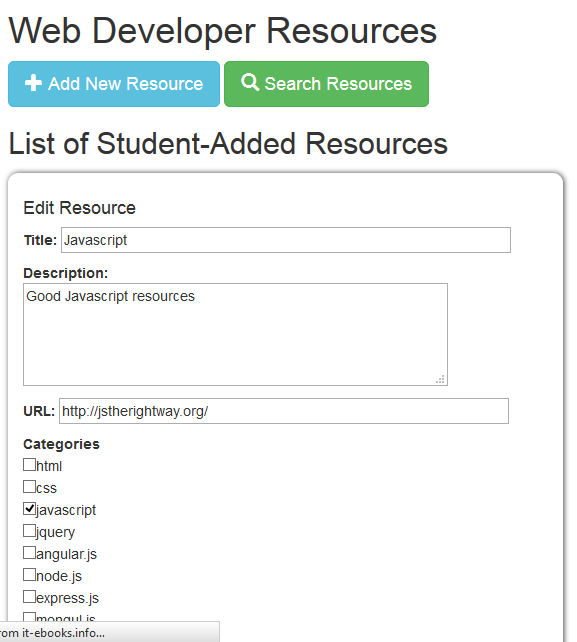 Web Developer Resources
Add New Resource
Search Resources
List of Student-Added Resources
Edit Resource
Title: Javascript
Description:
Good Javascript resources
URL: http://jstherightway.org/
Categories
html
css
javascript
jquery
angular.js
node.js
express.js
rom it-ebooks.info...